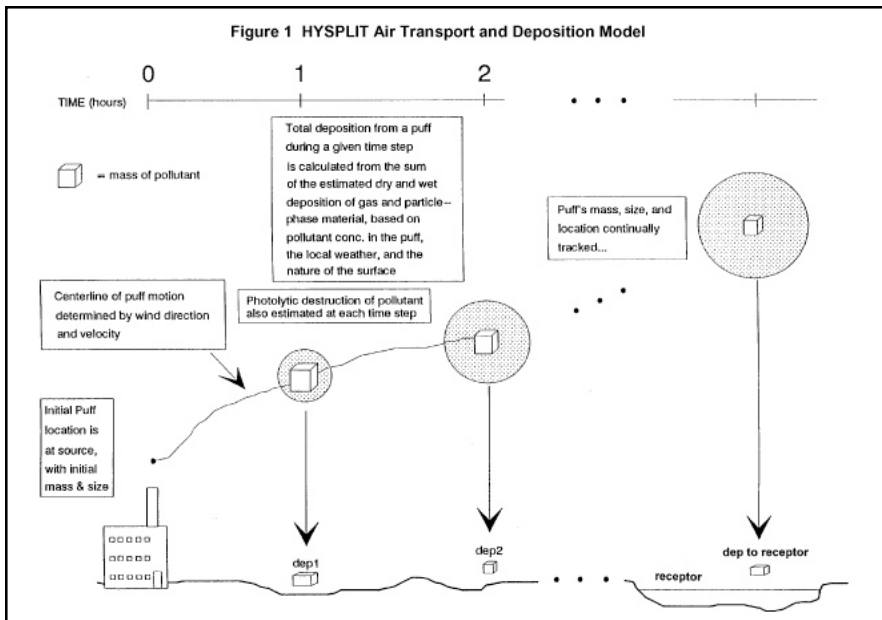 Figure 1 HYSPLIT Air Transport and Deposition Model
0
1
2
TIME (hours)
Total deposition from a puff
during a given time step
is calculated from the sum
of the estimated dry and wet
deposition of gas and particle–
phase material, based on
pollutant conc. in the puff,
the local weather, and the
nature of the surface
= mass of pollutant
Puff's mass, size, and
location continually
tracked...
Centerline of puff motion
determined by wind direction
and velocity
Photolytic destruction of pollutant
also estimated at each time step
Initial Puff
location is
at source,
with initial
mass & size
dep1
dep2
dep to receptor
receptor